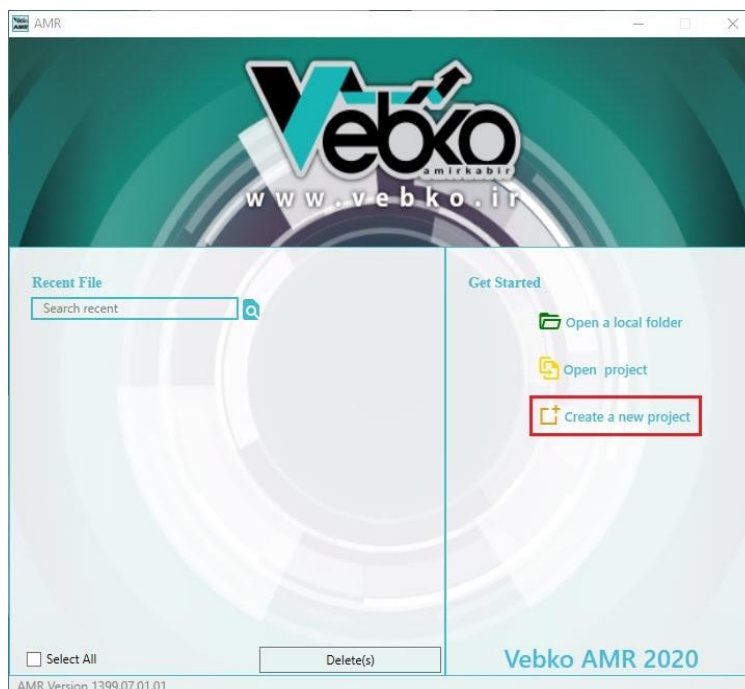 AMR
Vebko
amirkabir
www.vebko.ir
Recent File
Search recent
Get Started
Open a local folder
Open project
Create a new project
Select All
Delete(s)
Vebko AMR 2020
AMR Version 1399.07.01.01